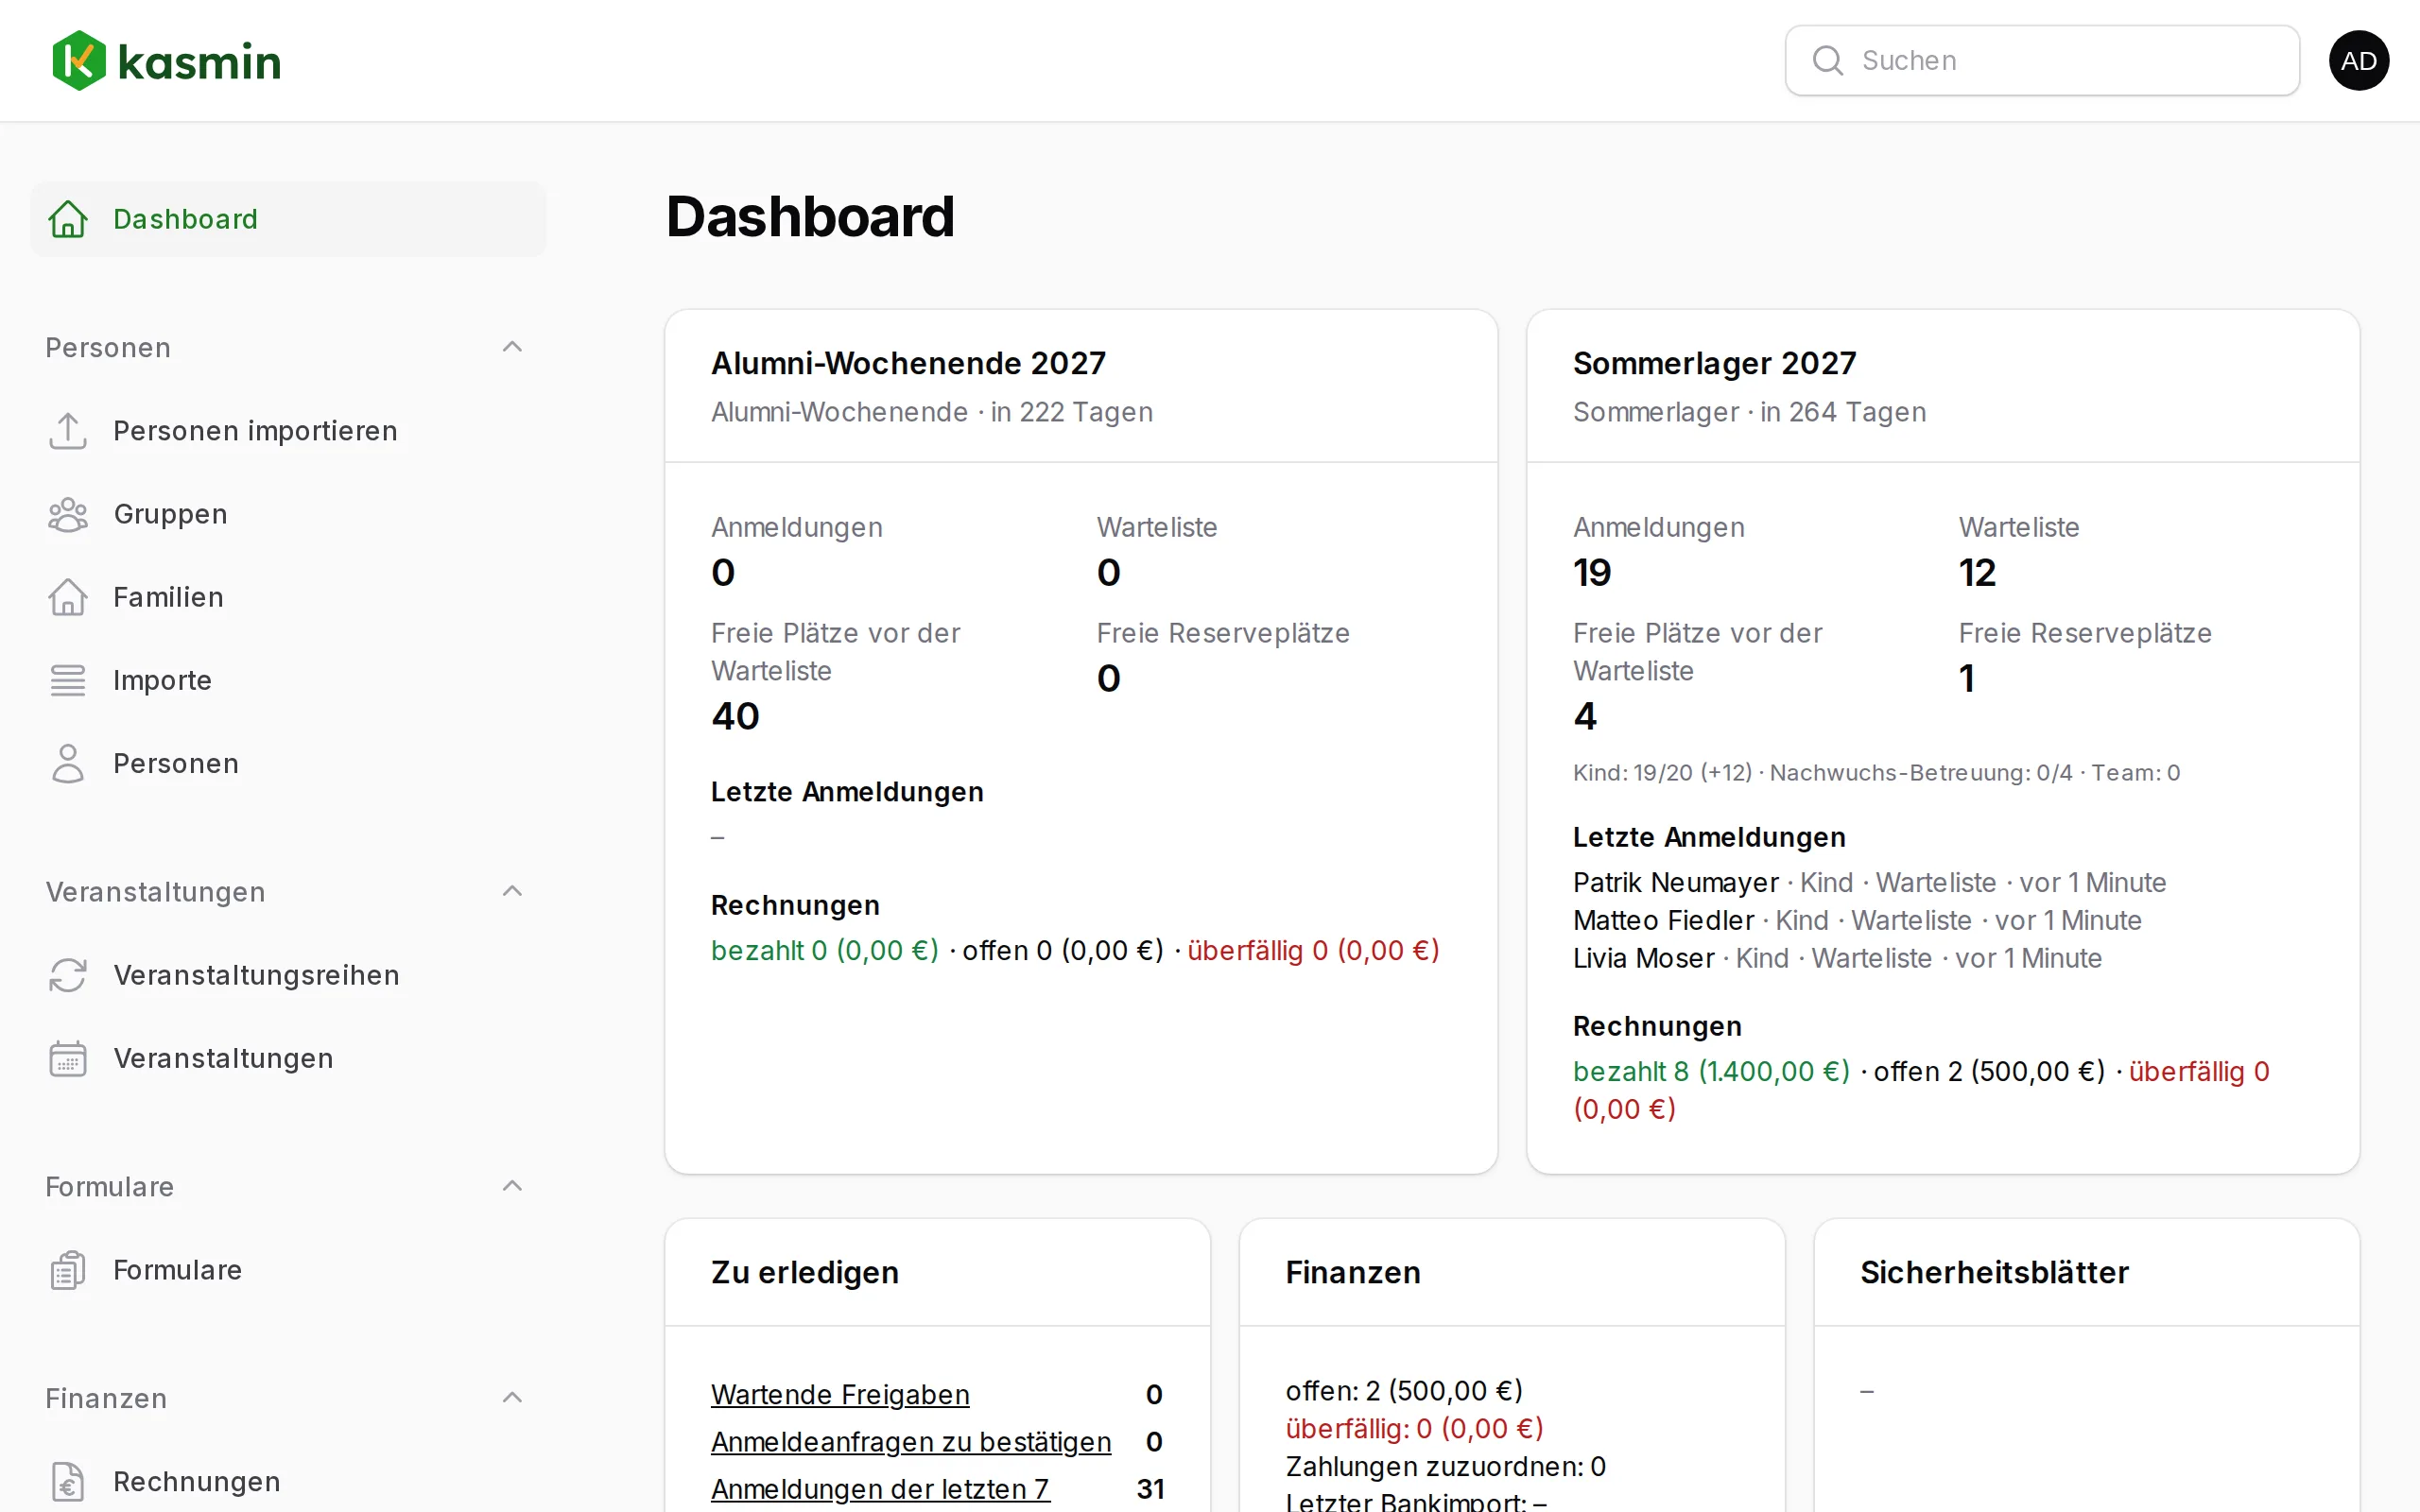 kasmin
Suchen
AD
Dashboard
Personen
Personen importieren
Gruppen
Familien
Importe
Personen
Veranstaltungen
Veranstaltungsreihen
Veranstaltungen
Formulare
Formulare
Finanzen
Rechnungen
Dashboard
Alumni-Wochenende 2027
Alumni-Wochenende · in 222 Tagen
Anmeldungen
0
Warteliste
0
Freie Plätze vor der
Warteliste
40
Freie Reserveplätze
0
Letzte Anmeldungen
–
Rechnungen
bezahlt 0 (0,00 €) · offen 0 (0,00 €) · überfällig 0 (0,00 €)
Sommerlager 2027
Sommerlager · in 264 Tagen
Anmeldungen
19
Warteliste
12
Freie Plätze vor der
Warteliste
4
Freie Reserveplätze
1
Kind: 19/20 (+12) · Nachwuchs-Betreuung: 0/4 · Team: 0
Letzte Anmeldungen
Patrik Neumayer · Kind · Warteliste · vor 1 Minute
Matteo Fiedler · Kind · Warteliste · vor 1 Minute
Livia Moser · Kind · Warteliste · vor 1 Minute
Rechnungen
bezahlt 8 (1.400,00 €) · offen 2 (500,00 €) · überfällig 0
(0,00 €)
Zu erledigen
Wartende Freigaben 0
Anmeldeanfragen zu bestätigen 0
Anmeldungen der letzten 7 31
Finanzen
offen: 2 (500,00 €)
überfällig: 0 (0,00 €)
Zahlungen zuzuordnen: 0
Letzter Bankimport: –
Sicherheitsblätter
–